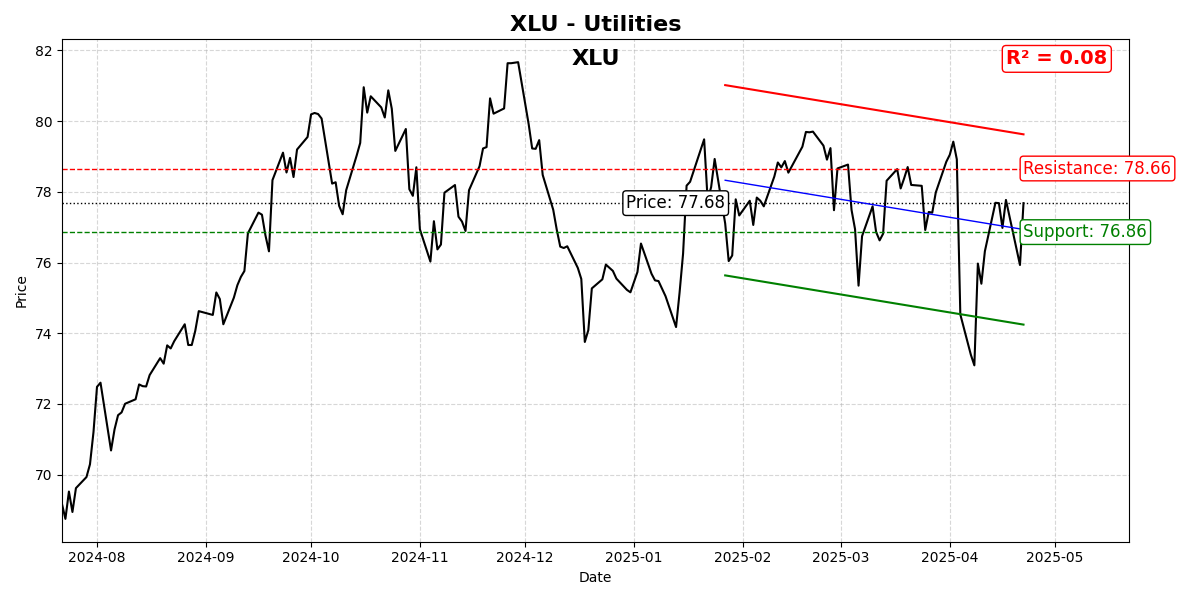 XLU - Utilities
XLU
R² = 0.08
82
80
78
76
74
72
70
Price
Resistance: 78.66
Price: 77.68
Support: 76.86
2024-08
2024-09
2024-10
2024-11
2024-12
2025-01
2025-02
2025-03
2025-04
2025-05
Date